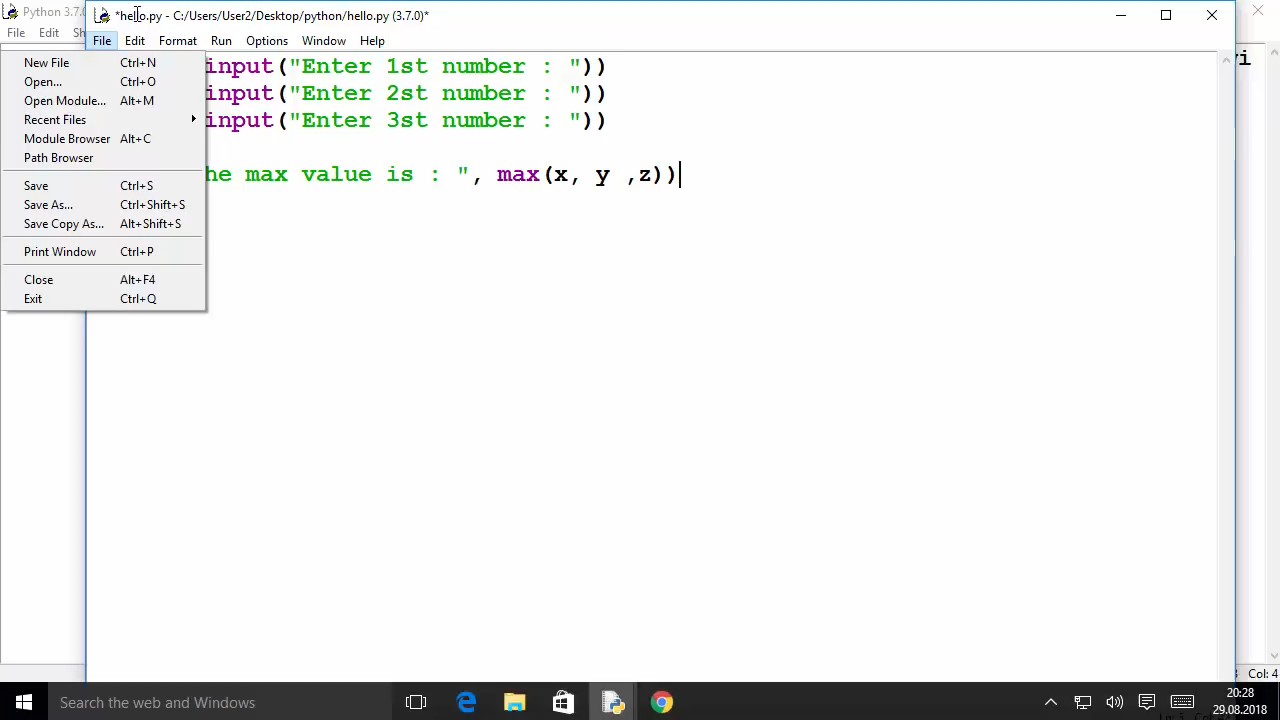 Python 3.7.0
*hello.py - C:/Users/User2/Desktop/python/hello.py (3.7.0)*
File Edit Sh
File Edit Format Run Options Window Help
New File Ctrl+N
Open... Ctrl+O
Open Module... Alt+M
Recent Files
Module Browser Alt+C
Path Browser
Save Ctrl+S
Save As... Ctrl+Shift+S
Save Copy As... Alt+Shift+S
Print Window Ctrl+P
Close Alt+F4
Exit Ctrl+Q
input("Enter 1st number : "))
input("Enter 2st number : "))
input("Enter 3st number : "))
he max value is : ", max(x, y ,z))
vi
3 Col: 4
Search the web and Windows
20:28
29.08.2018